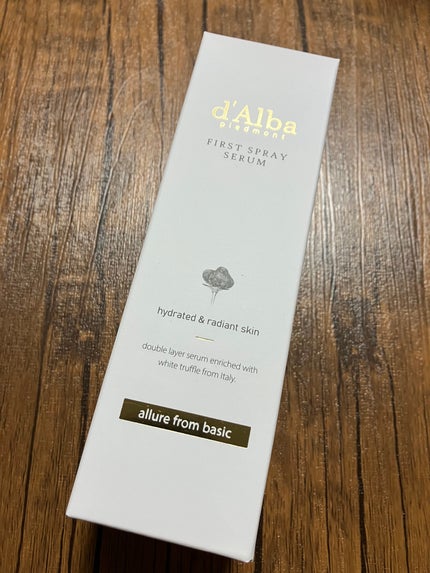 d'Alba
piedmont
FIRST SPRAY
SERUM
hydrated & radiant skin
double layer serum enriched with
white truffle from Italy.
allure from basic